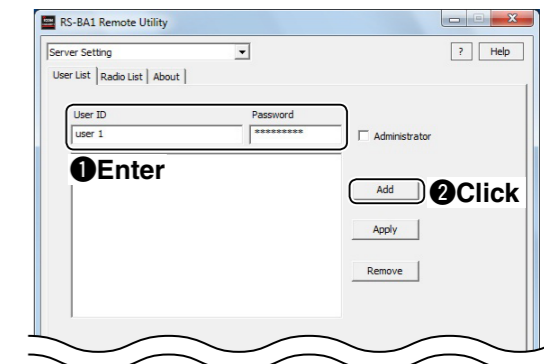 RS-BA1 Remote Utility
Server Setting
? Help
User List Radio List About
User ID Password
user 1 ********* Administrator
❶Enter
Add ❷Click
Apply
Remove